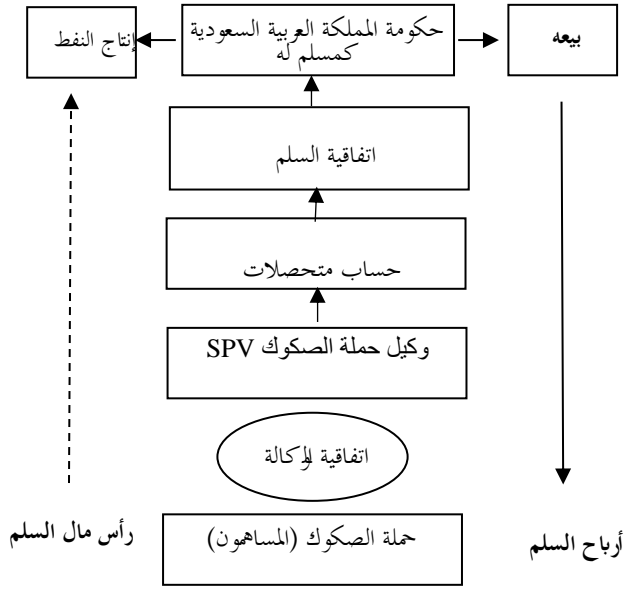 بيعه
حكومة المملكة العربية السعودية
كمسلم له
إنتاج النفط
اتفاقية السلم
حساب متحصلات
وكيل حملة الصكوك SPV
اتفاقية الوكالة
حملة الصكوك (المساهمون)
رأس مال السلم
أرباح السلم